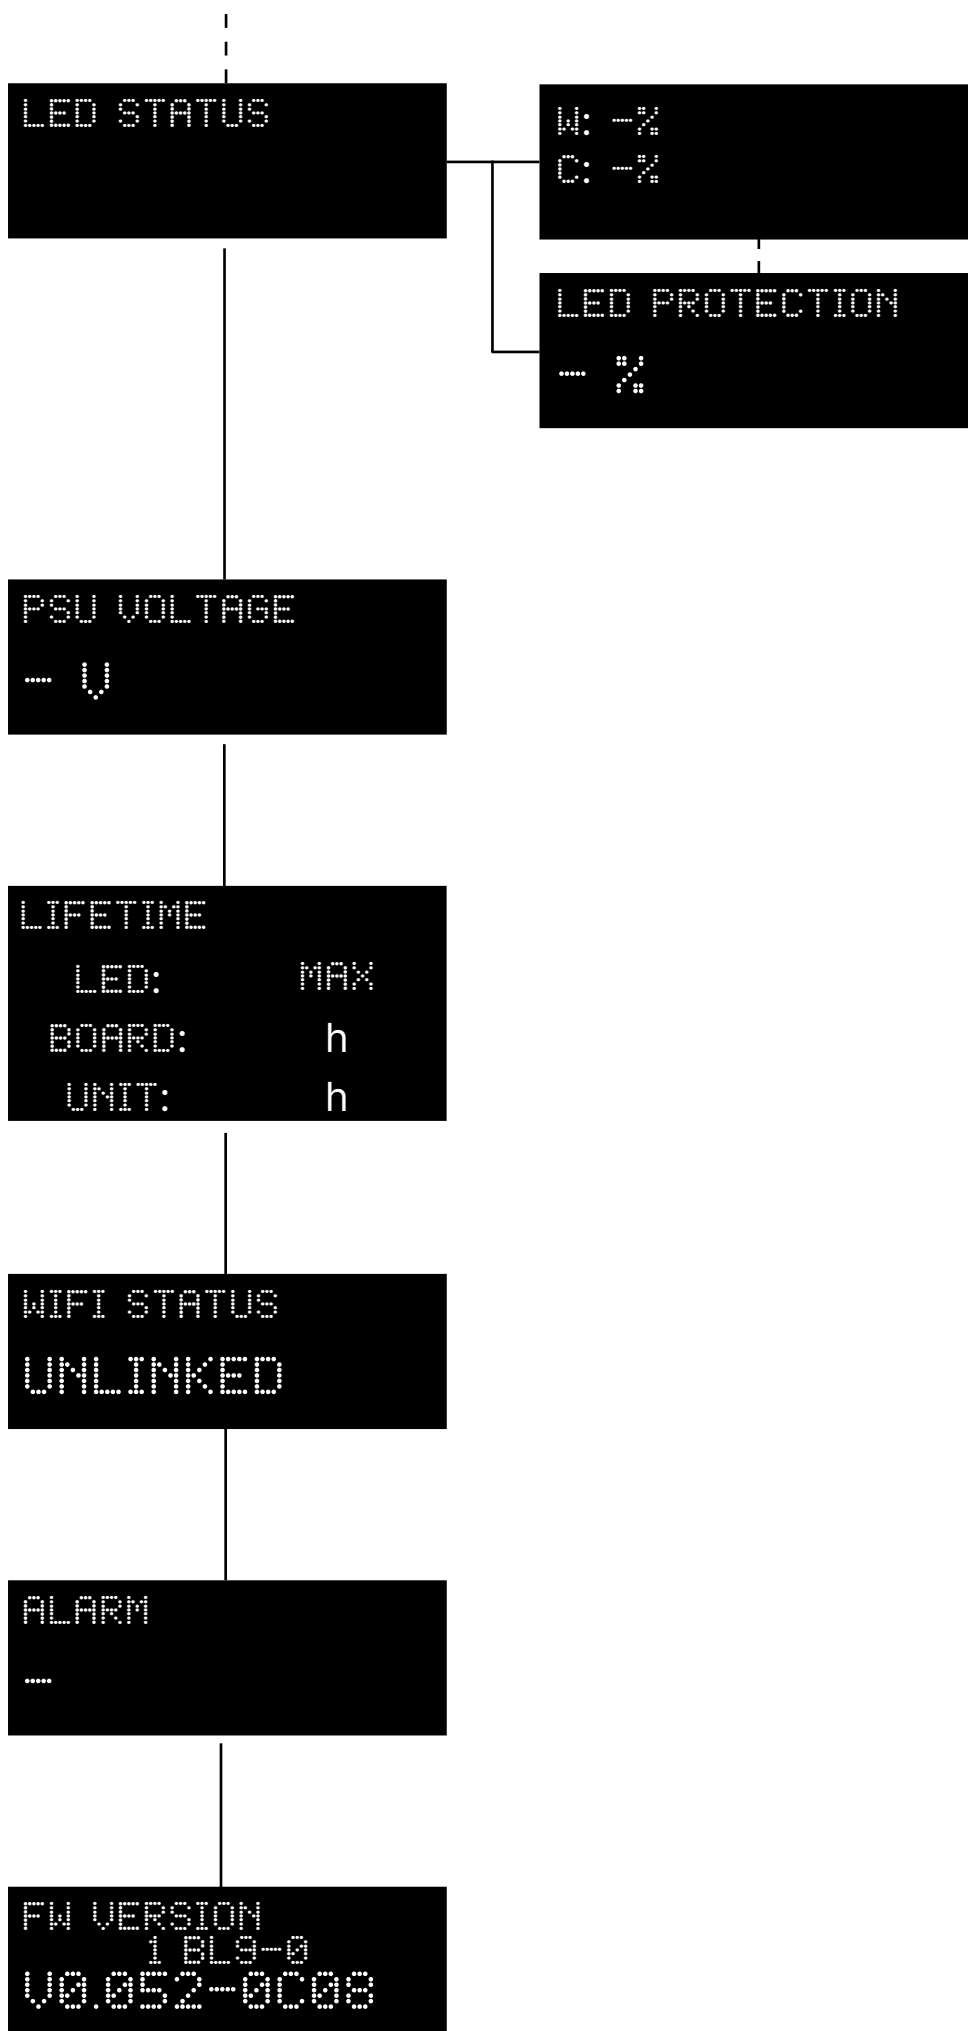 LED STATUS
W: -%
C: -%
LED PROTECTION
- %
PSU VOLTAGE
- V
LIFETIME
LED: MAX
BOARD: h
UNIT: h
WIFI STATUS
UNLINKED
ALARM
-
FW VERSION
1 BL9-0
V0.052-0C08